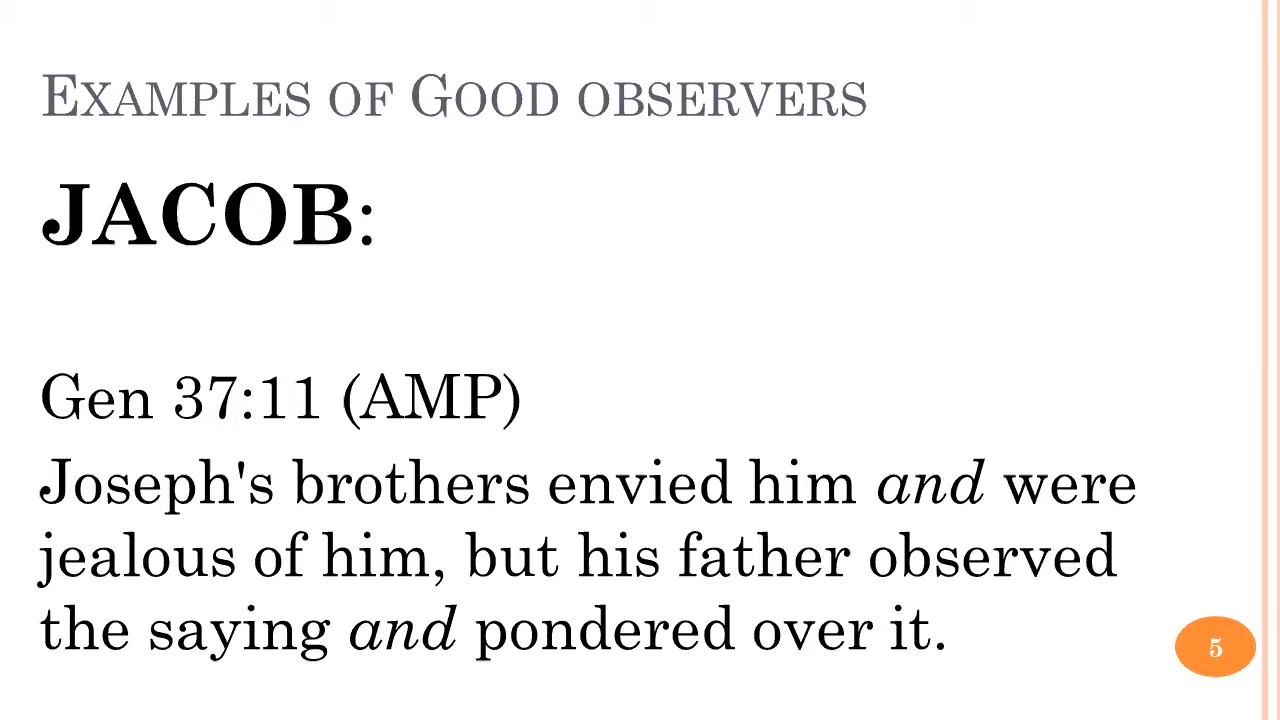 EXAMPLES OF GOOD OBSERVERS
JACOB:
Gen 37:11 (AMP)
Joseph's brothers envied him and were
jealous of him, but his father observed
the saying and pondered over it.
5